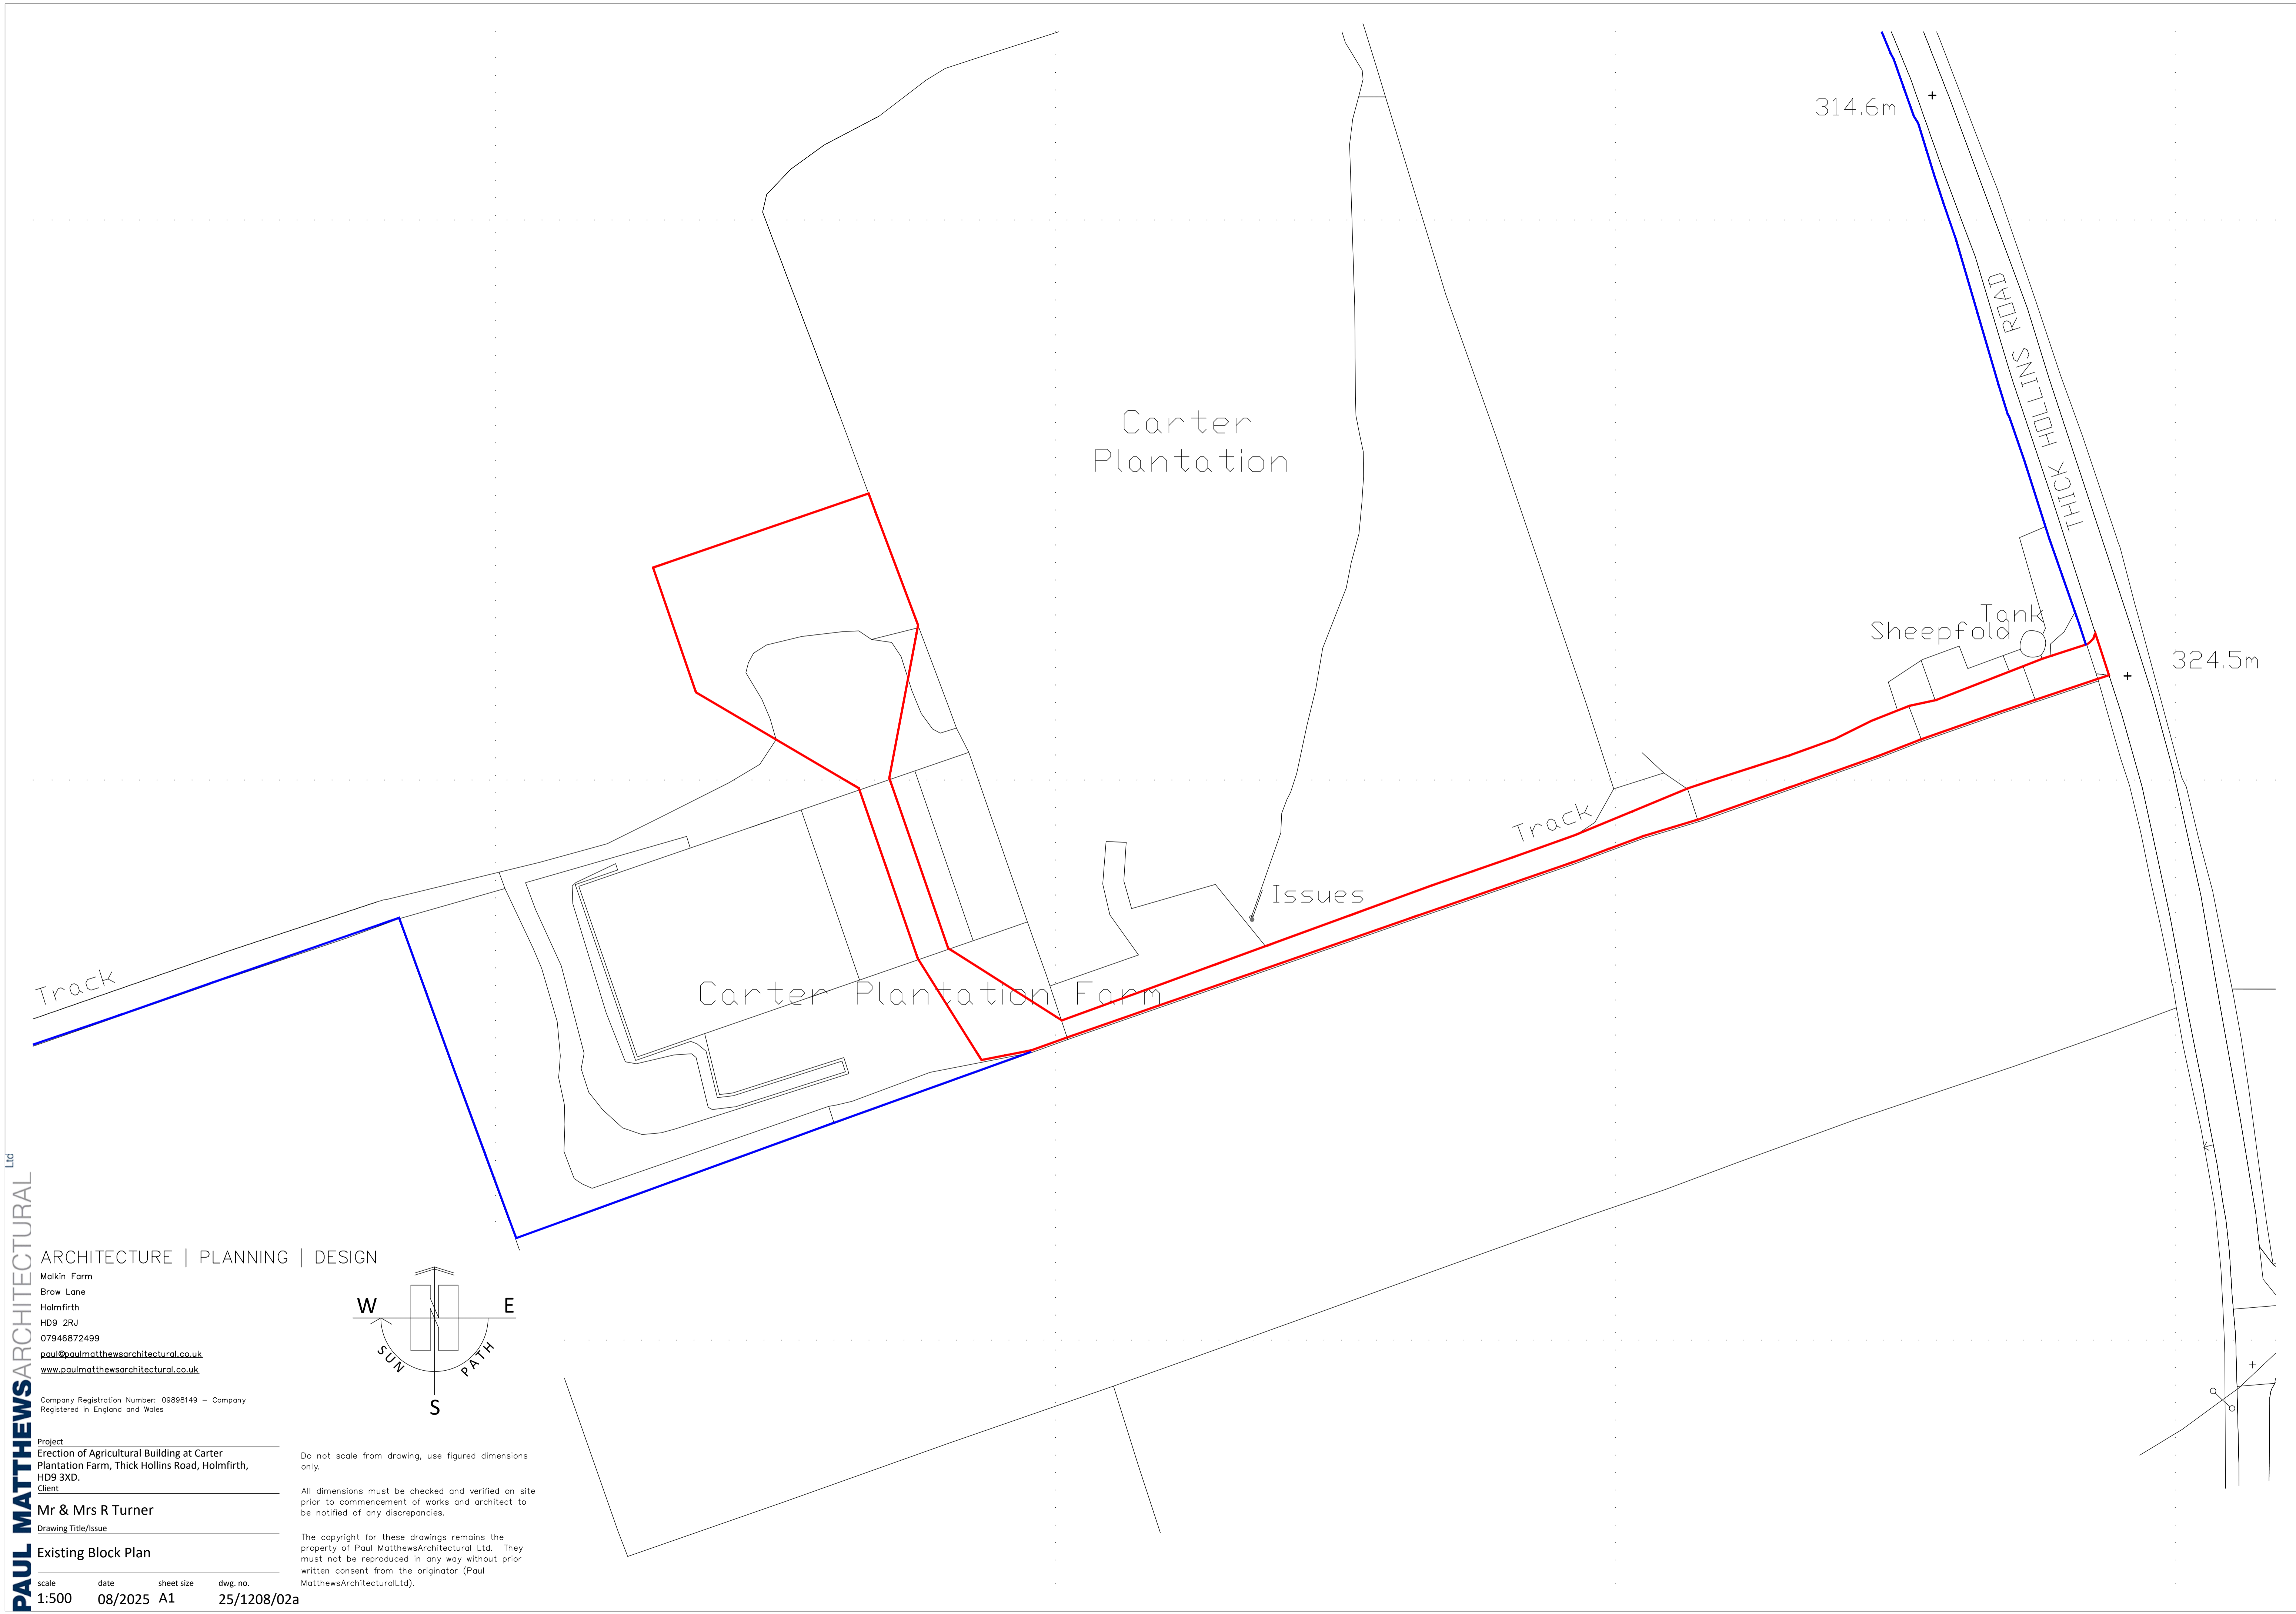 314.6m
THICK HOLLINS ROAD
Carter
Plantation
Tank
Sheepfold
324.5m
Track
Issues
Track
Carter Plantation Farm
PAUL MATTHEWSARCHITECTURAL Ltd
ARCHITECTURE | PLANNING | DESIGN
Malkin Farm
Brow Lane
Holmfirth
HD9 2RJ
07946872499
paul@paulmatthewsarchitectural.co.uk
www.paulmatthewsarchitectural.co.uk
Company Registration Number: 09898149 - Company
Registered in England and Wales
W E
SUN PATH
N
S
Project
Erection of Agricultural Building at Carter
Plantation Farm, Thick Hollins Road, Holmfirth,
HD9 3XD.
Client
Mr & Mrs R Turner
Drawing Title/Issue
Existing Block Plan
scale date sheet size dwg. no.
1:500 08/2025 A1 25/1208/02a
Do not scale from drawing, use figured dimensions
only.
All dimensions must be checked and verified on site
prior to commencement of works and architect to
be notified of any discrepancies.
The copyright for these drawings remains the
property of Paul MatthewsArchitectural Ltd. They
must not be reproduced in any way without prior
written consent from the originator (Paul
MatthewsArchitecturalLtd).